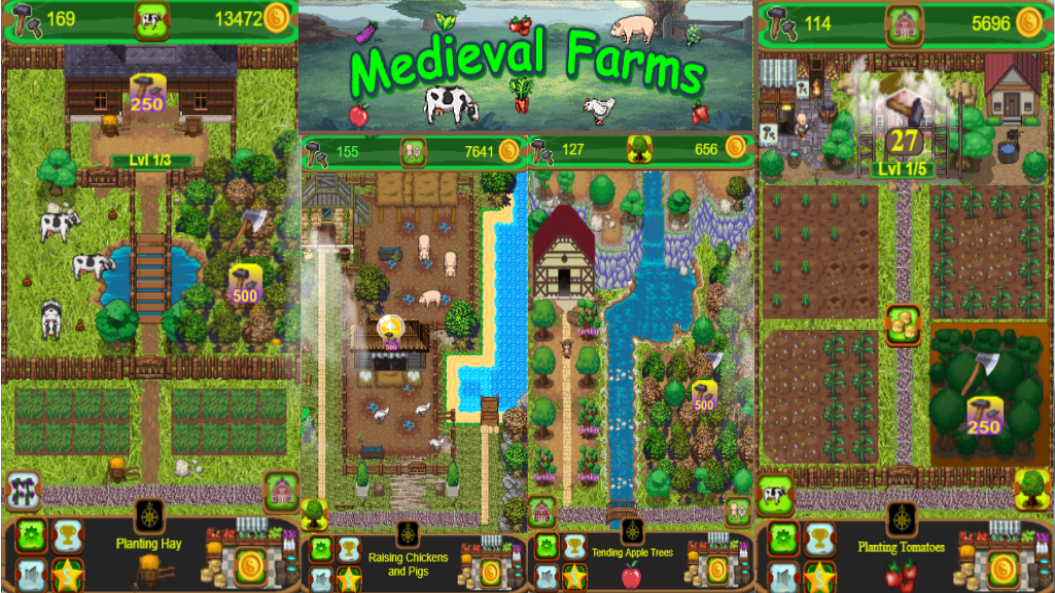 169
13472
250
Lvl 1/3
500
Planting Hay
Medieval Farms
155
7641
Raising Chickens
and Pigs
127
656
500
Tending Apple Trees
114
5696
27
Lvl 1/5
250
Planting Tomatoes